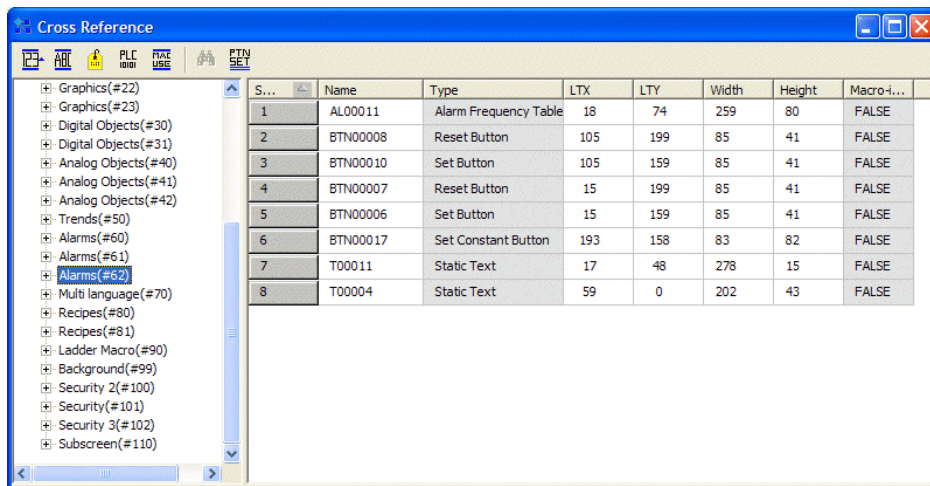 Cross Reference
123 ABC PLC MAC USE PTN SET
Graphics(#22)
Graphics(#23)
Digital Objects(#30)
Digital Objects(#31)
Analog Objects(#40)
Analog Objects(#41)
Analog Objects(#42)
Trends(#50)
Alarms(#60)
Alarms(#61)
Alarms(#62)
Multi language(#70)
Recipes(#80)
Recipes(#81)
Ladder Macro(#90)
Background(#99)
Security 2(#100)
Security(#101)
Security 3(#102)
Subscreen(#110)
S... Name Type LTX LTY Width Height Macro-i...
1 AL00011 Alarm Frequency Table 18 74 259 80 FALSE
2 BTN00008 Reset Button 105 199 85 41 FALSE
3 BTN00010 Set Button 105 159 85 41 FALSE
4 BTN00007 Reset Button 15 199 85 41 FALSE
5 BTN00006 Set Button 15 159 85 41 FALSE
6 BTN00017 Set Constant Button 193 158 83 82 FALSE
7 T00011 Static Text 17 48 278 15 FALSE
8 T00004 Static Text 59 0 202 43 FALSE